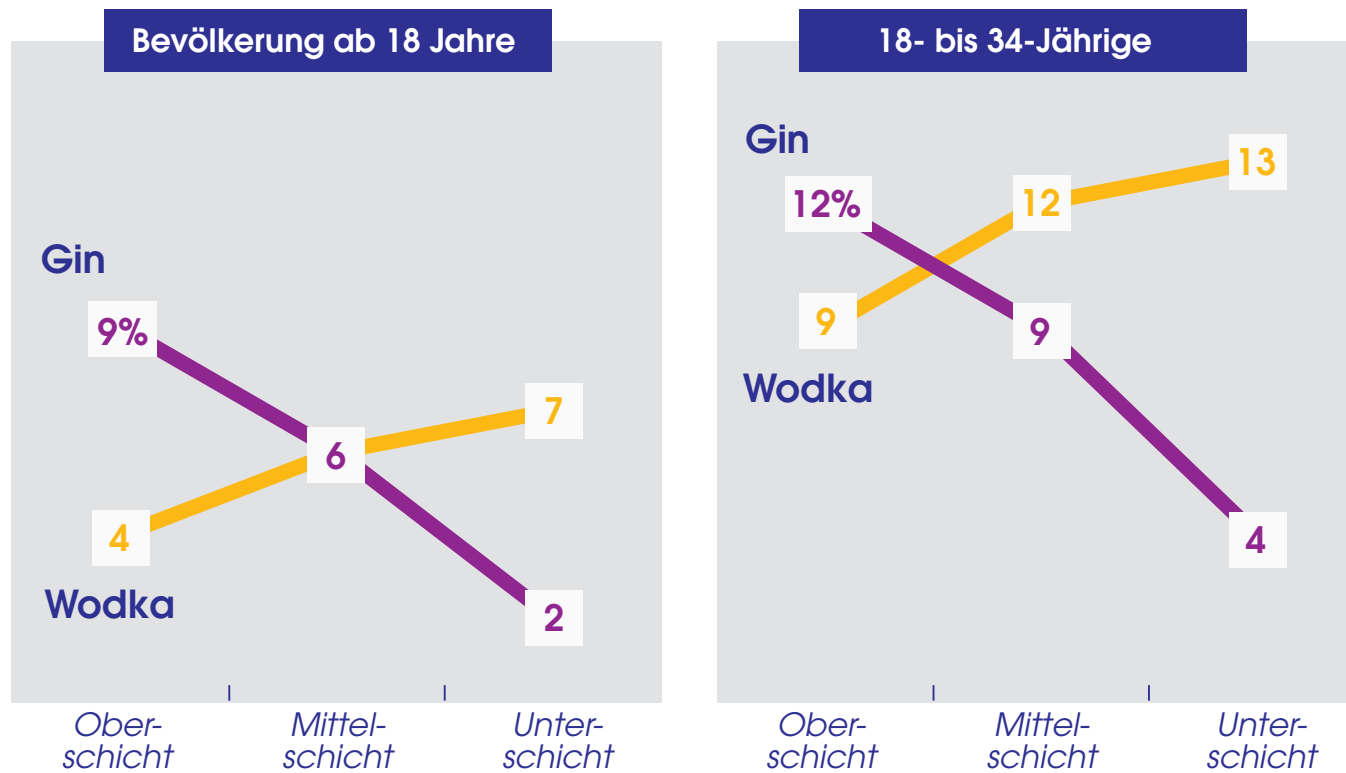 Bevölkerung ab 18 Jahre
Gin
9%
6
7
4
Wodka
2
Ober-
schicht
Mittel-
schicht
Unter-
schicht
18- bis 34-Jährige
Gin
12%
12
13
9
9
Wodka
4
Ober-
schicht
Mittel-
schicht
Unter-
schicht